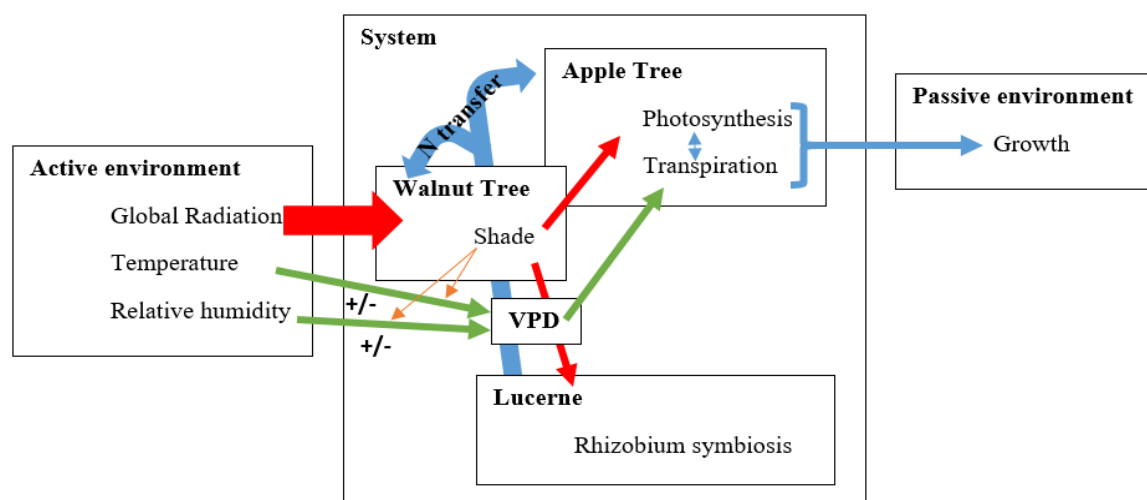 System
Apple Tree
Photosynthesis
Transpiration
Passive environment
Growth
N transfer
Active environment
Global Radiation
Temperature
Relative humidity
Walnut Tree
Shade
+/-
+/-
VPD
Lucerne
Rhizobium symbiosis